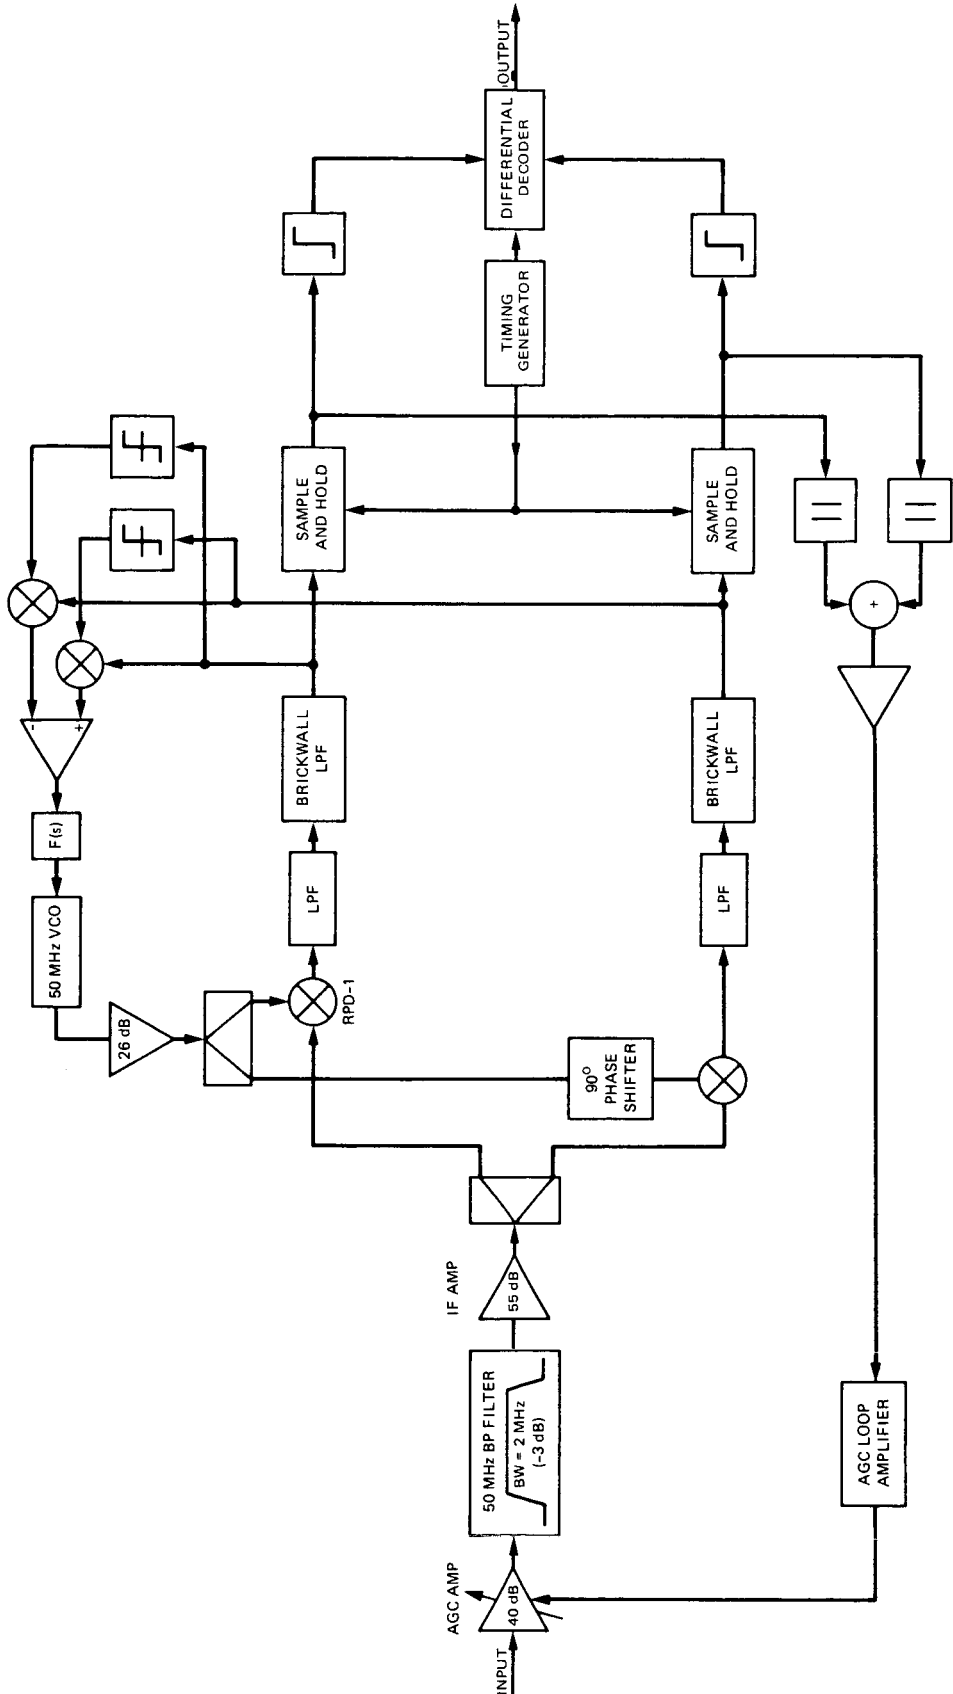 INPUT
AGC AMP
40 dB
50 MHz BP FILTER
BW = 2 MHz
(-3 dB)
IF AMP
55 dB
90°
PHASE
SHIFTER
26 dB
50 MHz VCO
F(s)
-
+
RPD-1
LPF
LPF
BRICKWALL
LPF
BRICKWALL
LPF
SAMPLE
AND HOLD
SAMPLE
AND HOLD
TIMING
GENERATOR
DIFFERENTIAL
DECODER
OUTPUT
+
AGC LOOP
AMPLIFIER